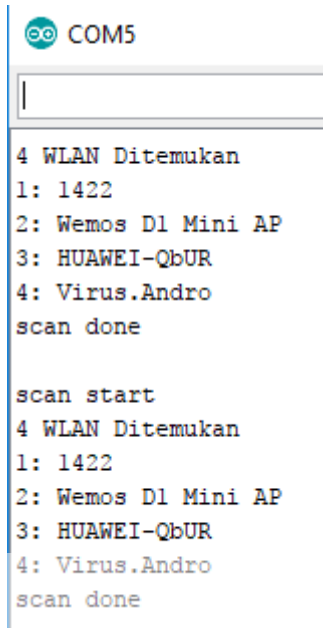 COM5
4 WLAN Ditemukan
1: 1422
2: Wemos D1 Mini AP
3: HUAWEI-QbUR
4: Virus.Andro
scan done
scan start
4 WLAN Ditemukan
1: 1422
2: Wemos D1 Mini AP
3: HUAWEI-QbUR
4: Virus.Andro
scan done